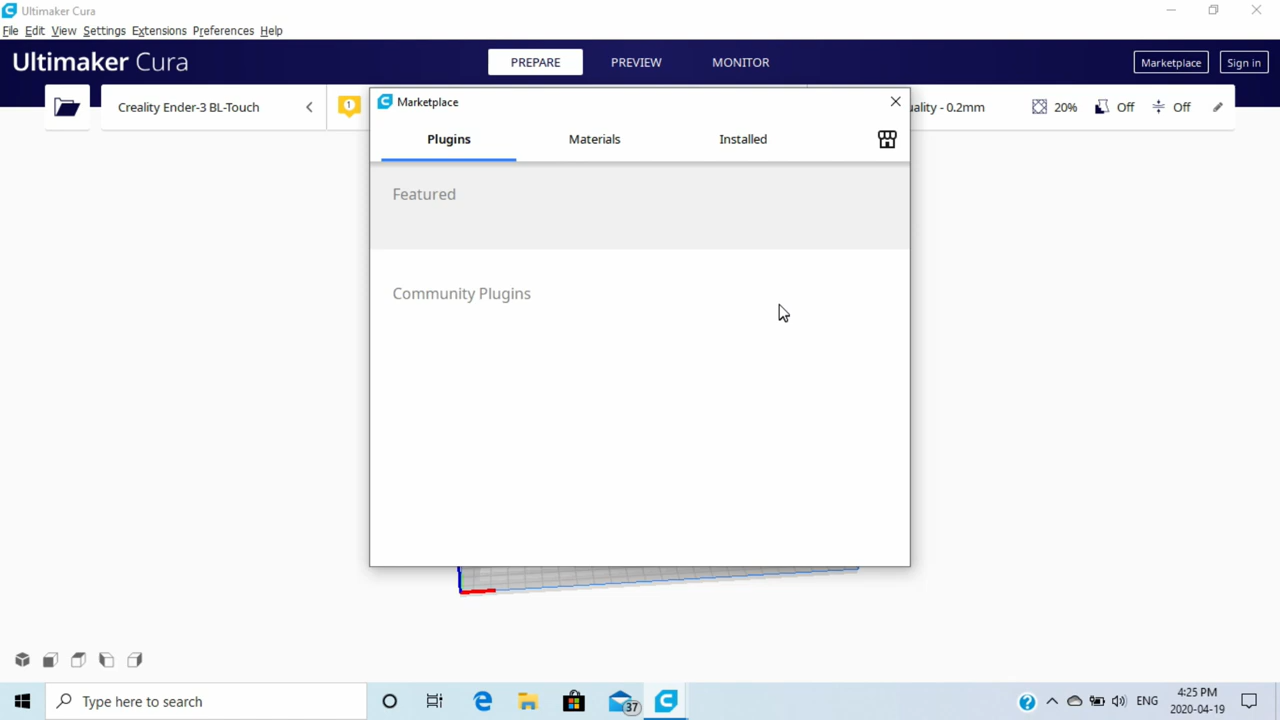 Ultimaker Cura
File Edit View Settings Extensions Preferences Help
Ultimaker Cura
PREPARE
PREVIEW
MONITOR
Marketplace
Sign in
Creality Ender-3 BL-Touch
1
uality - 0.2mm
20%
Off
Off
Marketplace
Plugins
Materials
Installed
Featured
Community Plugins
Type here to search
37
ENG
4:25 PM
2020-04-19